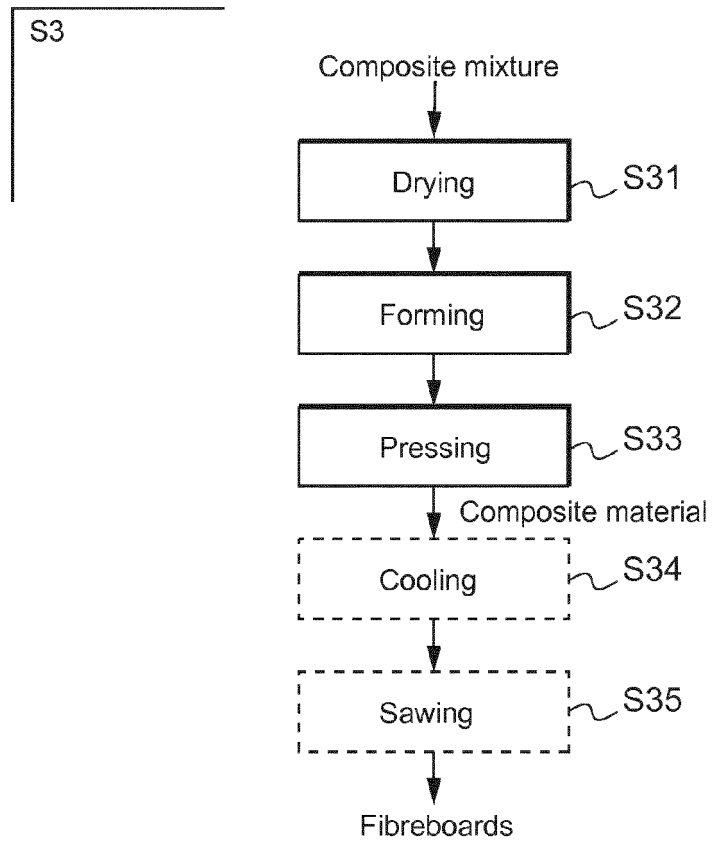 S3
Composite mixture
Drying
S31
Forming
S32
Pressing
S33
Composite material
Cooling
S34
Sawing
S35
Fibreboards